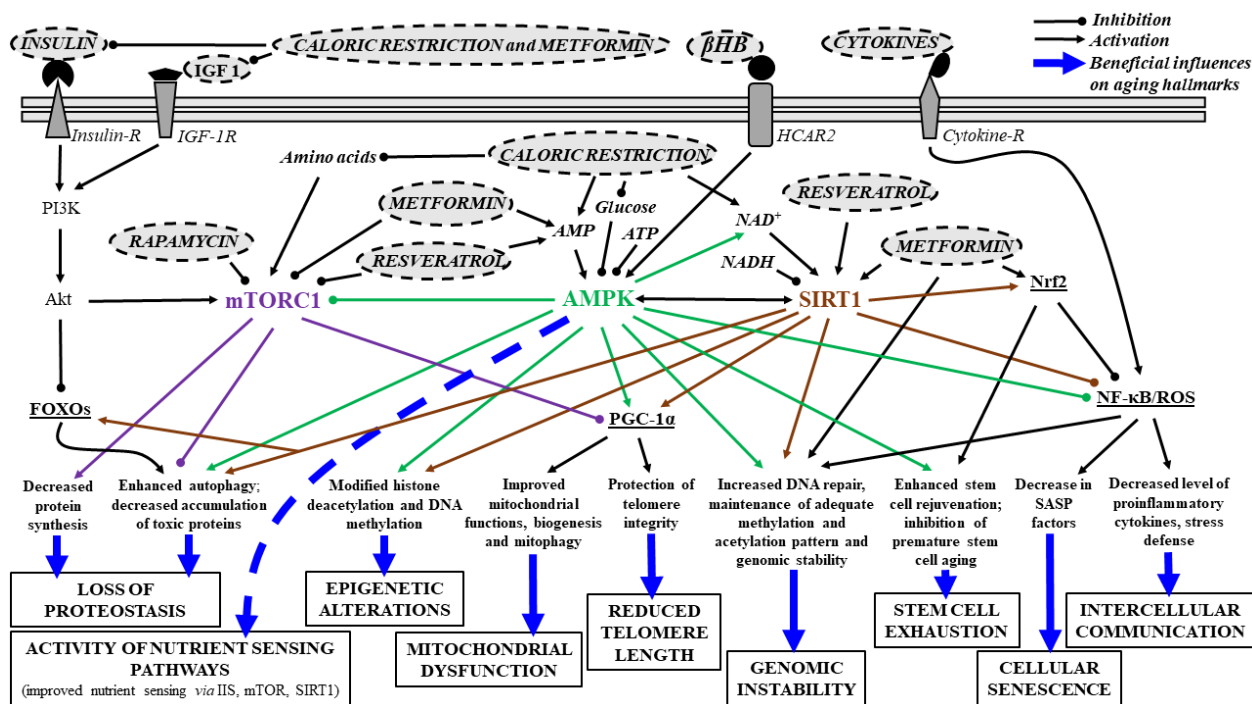 INSULIN
CALORIC RESTRICTION and METFORMIN
IGF 1
βHB
CYTOKINES
Inhibition
Activation
Beneficial influences
on aging hallmarks
Insulin-R
IGF-1R
HCAR2
Cytokine-R
Amino acids
CALORIC RESTRICTION
PI3K
METFORMIN
Glucose
RESVERATROL
NAD⁺
RAPAMYCIN
AMP
ATP
RESVERATROL
NADH
METFORMIN
Nrf2
Akt
mTORC1
AMPK
SIRT1
FOXOs
PGC-1α
NF-κB/ROS
Decreased
protein
synthesis
Enhanced autophagy;
decreased accumulation
of toxic proteins
Modified histone
deacetylation and DNA
methylation
Improved
mitochondrial
functions, biogenesis
and mitophagy
Protection of
telomere
integrity
Increased DNA repair,
maintenance of adequate
methylation and
acetylation pattern and
genomic stability
Enhanced stem
cell rejuvenation;
inhibition of
premature stem
cell aging
Decrease in
SASP
factors
Decreased level of
proinflammatory
cytokines, stress
defense
LOSS OF
PROTEOSTASIS
EPIGENETIC
ALTERATIONS
REDUCED
TELOMERE
LENGTH
STEM CELL
EXHAUSTION
INTERCELLULAR
COMMUNICATION
ACTIVITY OF NUTRIENT SENSING
PATHWAYS
(improved nutrient sensing via IIS, mTOR, SIRT1)
MITOCHONDRIAL
DYSFUNCTION
GENOMIC
INSTABILITY
CELLULAR
SENESCENCE